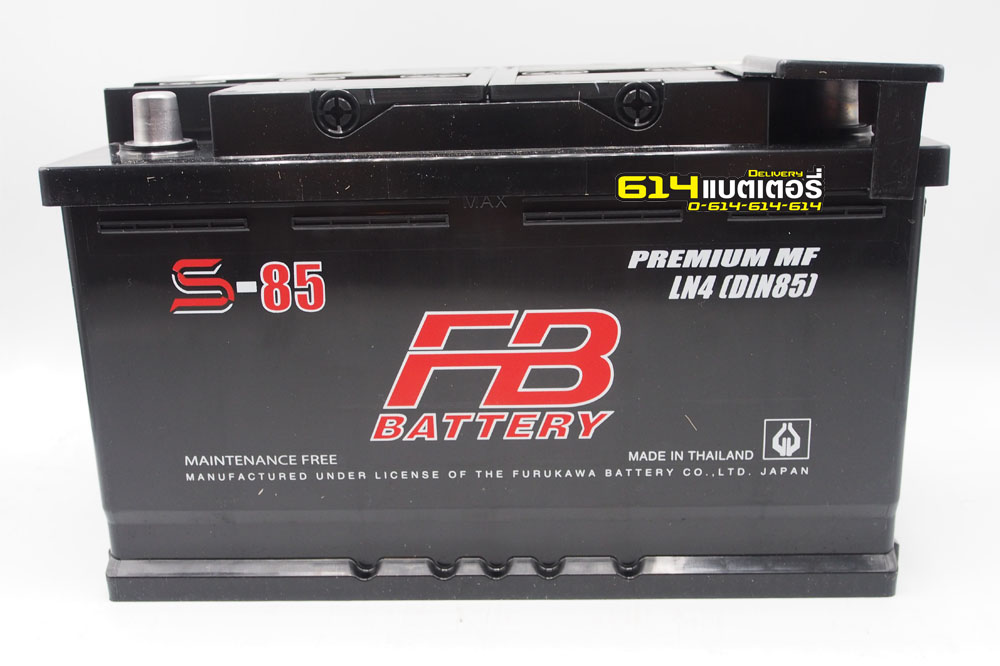 DELIVERY
614แบตเตอรี่
0-614-614-614
MAX
S-85
PREMIUM MF
LN4 (DIN85)
FB
BATTERY
MAINTENANCE FREE
MADE IN THAILAND
MANUFACTURED UNDER LICENSE OF THE FURUKAWA BATTERY CO.,LTD. JAPAN